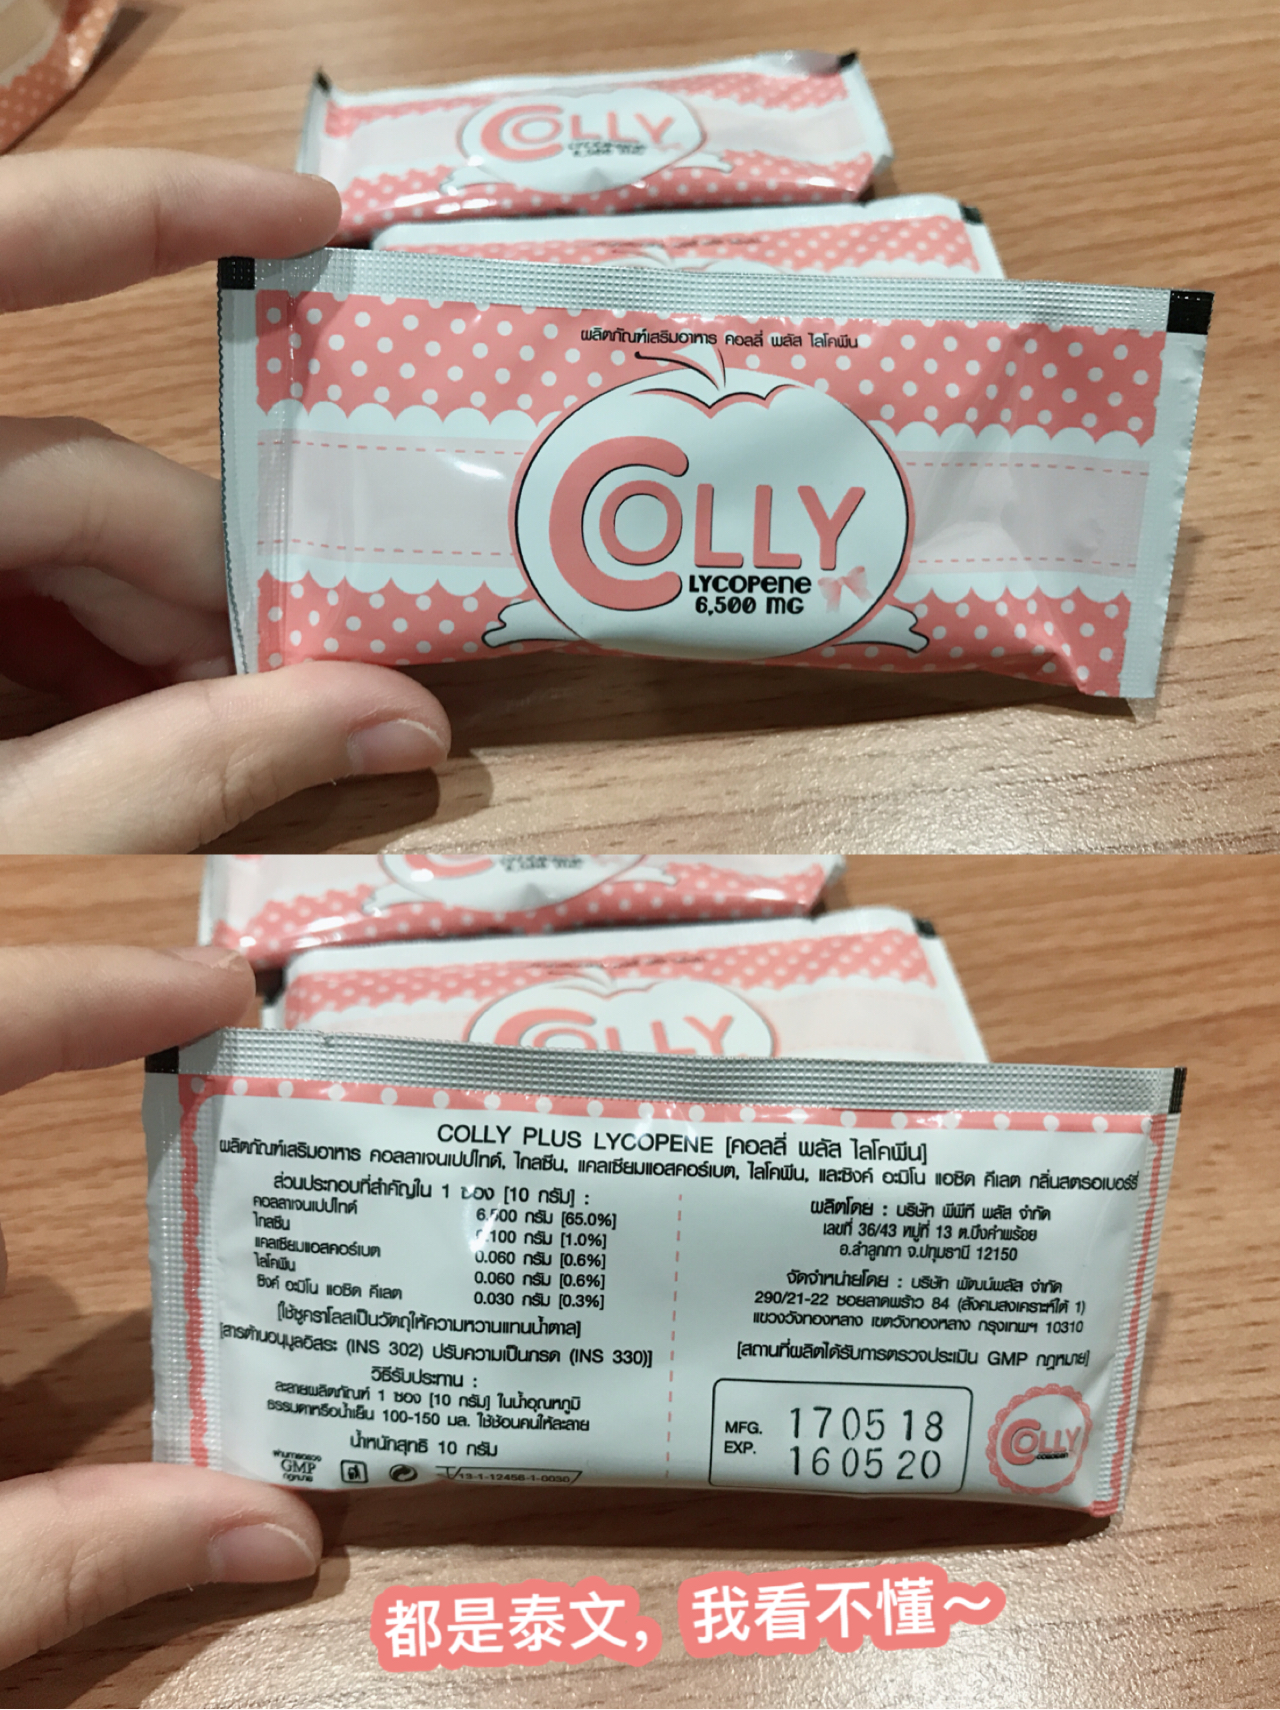 COLLY
ผลิตภัณฑ์เสริมอาหาร คอลลี่ พลัส ไลโคพีน
COLLY
LYCOPENE
6,500 MG
COLLY
COLLY PLUS LYCOPENE [คอลลี่ พลัส ไลโคพีน]
ผลิตภัณฑ์เสริมอาหาร คอลลาเจนเปปไทด์, ไกลซีน, แคลเซียมแอสคอร์เบต, ไลโคพีน, และซิงค์ อะมิโน แอซิด คีเลต กลิ่นสตรอเบอร์รี่
ส่วนประกอบที่สำคัญใน 1 ซอง [10 กรัม] :
คอลลาเจนเปปไทด์ 6.500 กรัม [65.0%]
ไกลซีน 0.100 กรัม [1.0%]
แคลเซียมแอสคอร์เบต 0.060 กรัม [0.6%]
ไลโคพีน 0.060 กรัม [0.6%]
ซิงค์ อะมิโน แอซิด คีเลต 0.030 กรัม [0.3%]
[ใช้ซูคราโลสเป็นวัตถุให้ความหวานแทนน้ำตาล]
[สารต้านอนุมูลอิสระ (INS 302) ปรับความเป็นกรด (INS 330)]
วิธีรับประทาน :
ละลายผลิตภัณฑ์ 1 ซอง [10 กรัม] ในน้ำอุณหภูมิ
ธรรมดาหรือน้ำเย็น 100-150 มล. ใช้ช้อนคนให้ละลาย
น้ำหนักสุทธิ 10 กรัม
GMP
กฎหมาย
13-1-12456-1-0030
ผลิตโดย : บริษัท พีพีที พลัส จำกัด
เลขที่ 36/43 หมู่ที่ 13 ต.บึงคำพร้อย
อ.ลำลูกกา จ.ปทุมธานี 12150
จัดจำหน่ายโดย : บริษัท พัฒน์พลัส จำกัด
290/21-22 ซอยลาดพร้าว 84 (สังคมสงเคราะห์ใต้ 1)
แขวงวังทองหลาง เขตวังทองหลาง กรุงเทพฯ 10310
[สถานที่ผลิตได้รับการตรวจประเมิน GMP กฎหมาย]
MFG. 170518
EXP. 160520
COLLY
都是泰文，我看不懂～